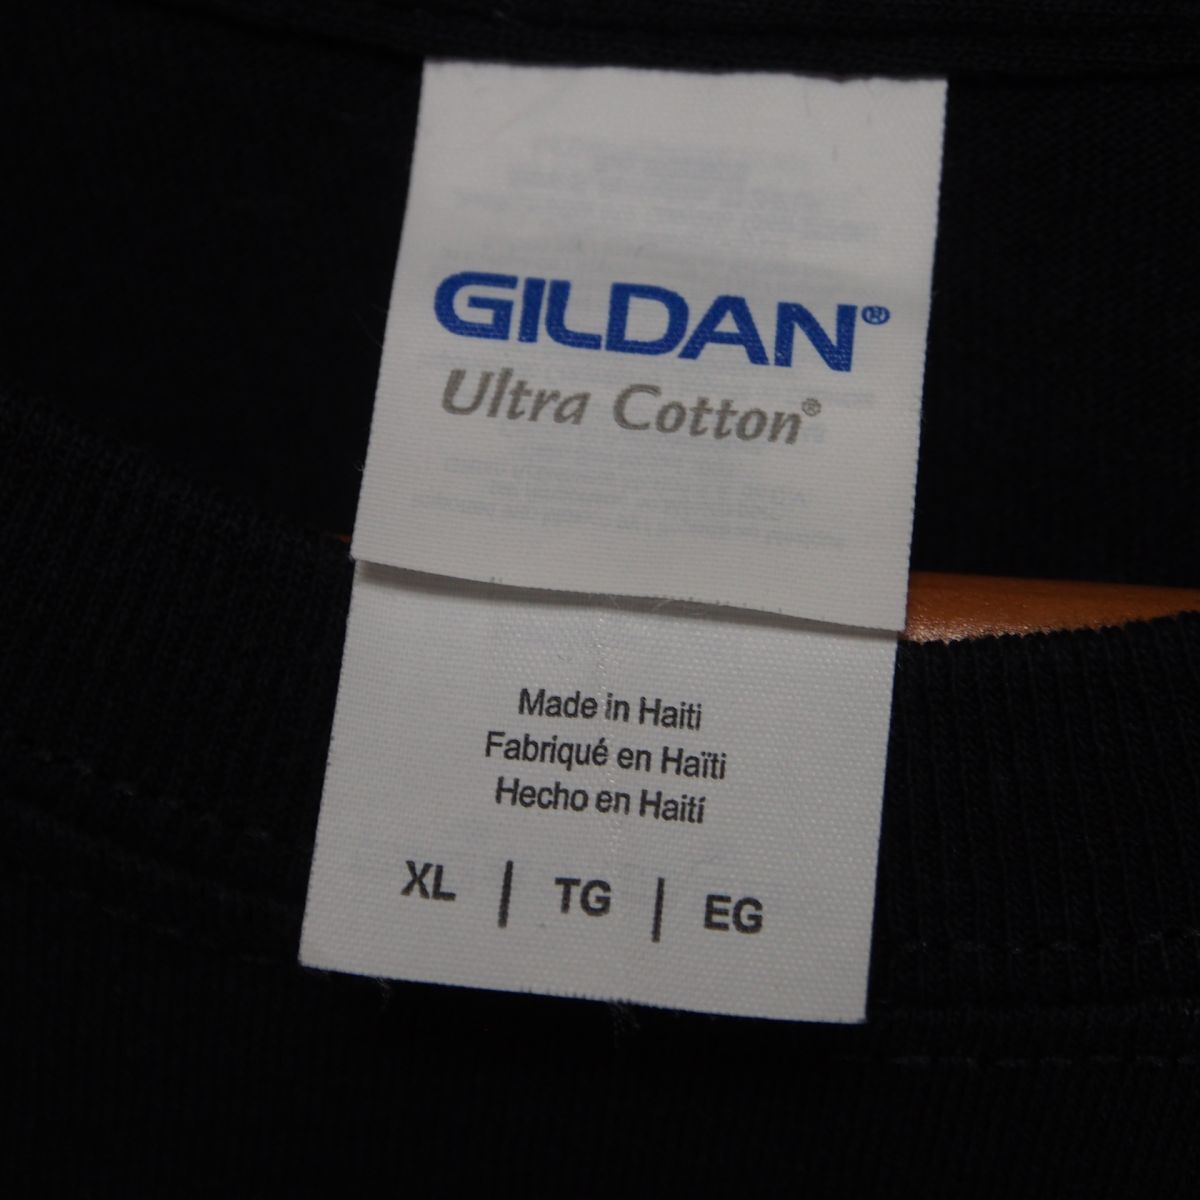 GILDAN®
Ultra Cotton®
Made in Haiti
Fabriqué en Haïti
Hecho en Haití
XL | TG | EG